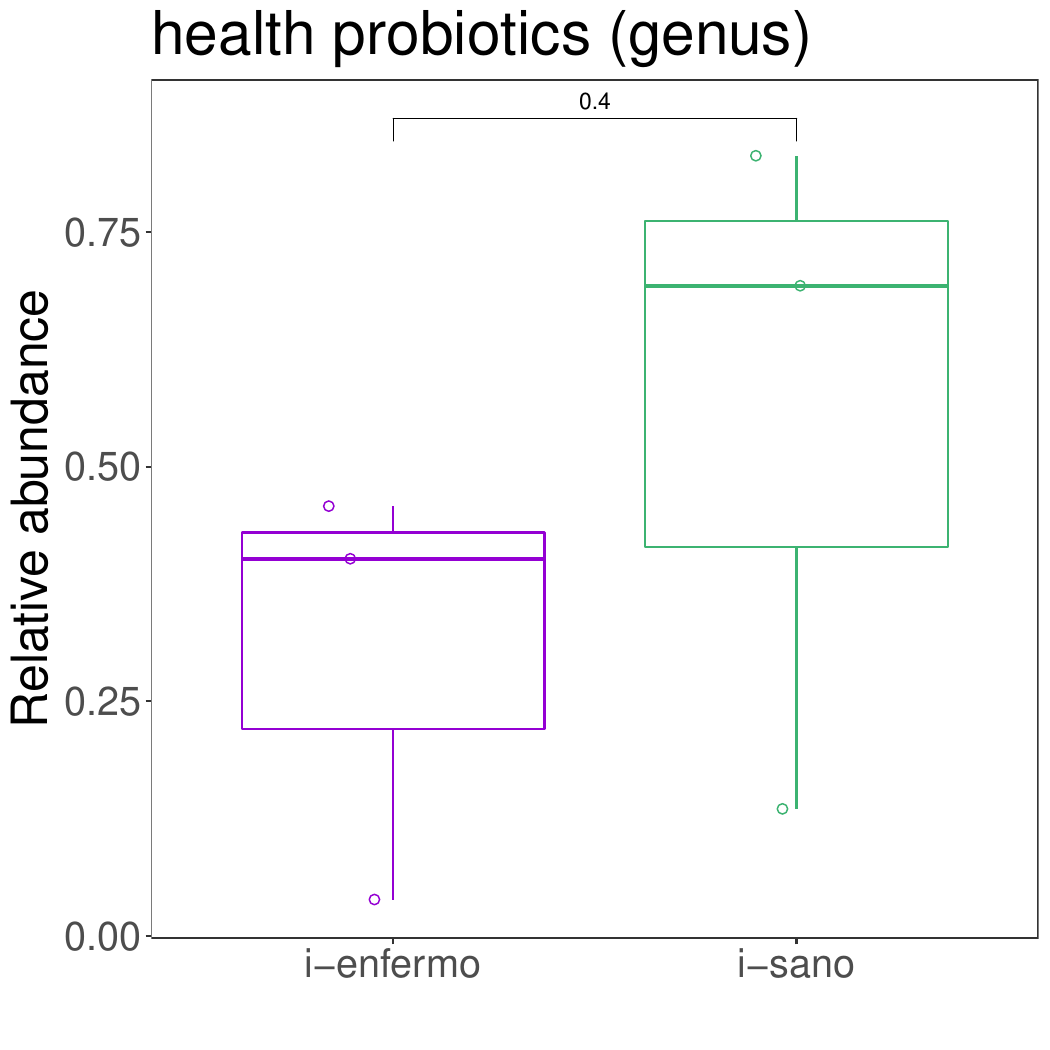 health probiotics (genus)
0.4
0.75
0.50
0.25
0.00
Relative abundance
i−enfermo
i−sano